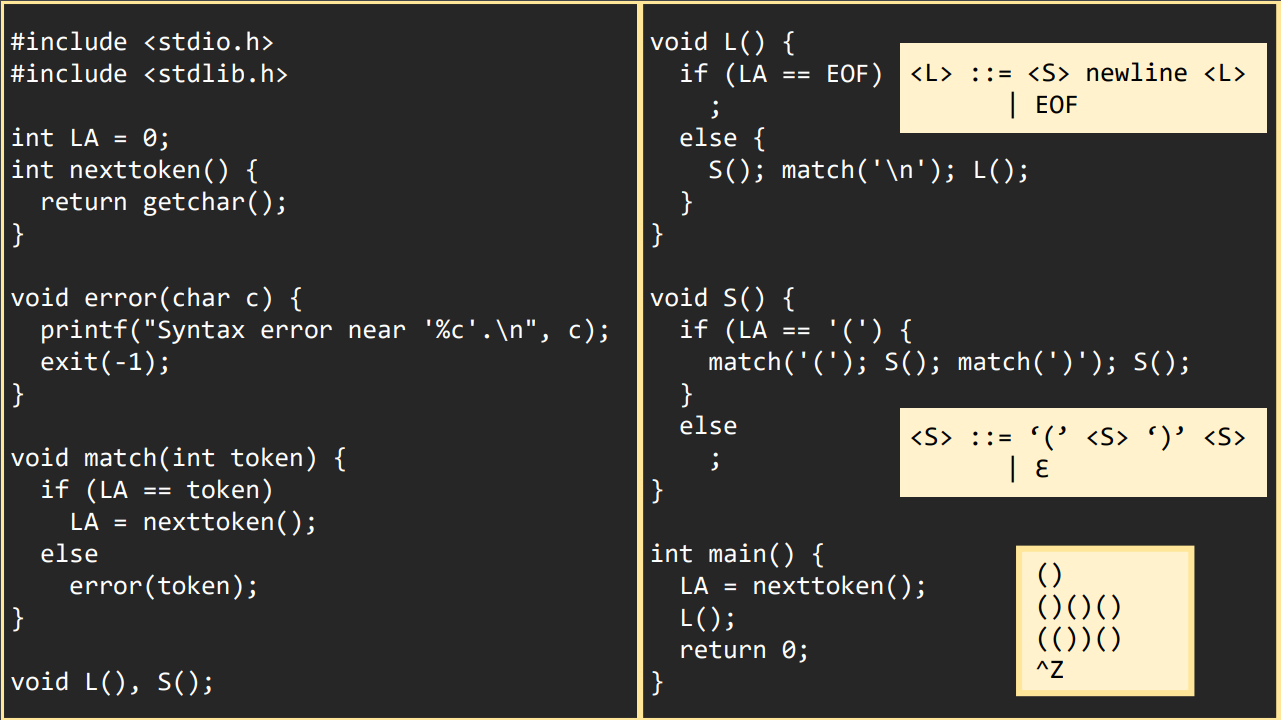 #include <stdio.h>
#include <stdlib.h>

int LA = 0;
int nexttoken() {
  return getchar();
}

void error(char c) {
  printf("Syntax error near '%c'.\n", c);
  exit(-1);
}

void match(int token) {
  if (LA == token)
    LA = nexttoken();
  else
    error(token);
}

void L(), S();

void L() {
  if (LA == EOF)
    ;
  else {
    S(); match('\n'); L();
  }
}

<L> ::= <S> newline <L>
       | EOF

void S() {
  if (LA == '(') {
    match('('); S(); match(')'); S();
  }
  else
    ;
}

<S> ::= ‘(’ <S> ‘)’ <S>
       | ε

int main() {
  LA = nexttoken();
  L();
  return 0;
}

()
()()()
(())()
^Z